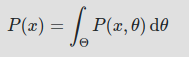 P(x) = ∫_Θ P(x, θ) dθ